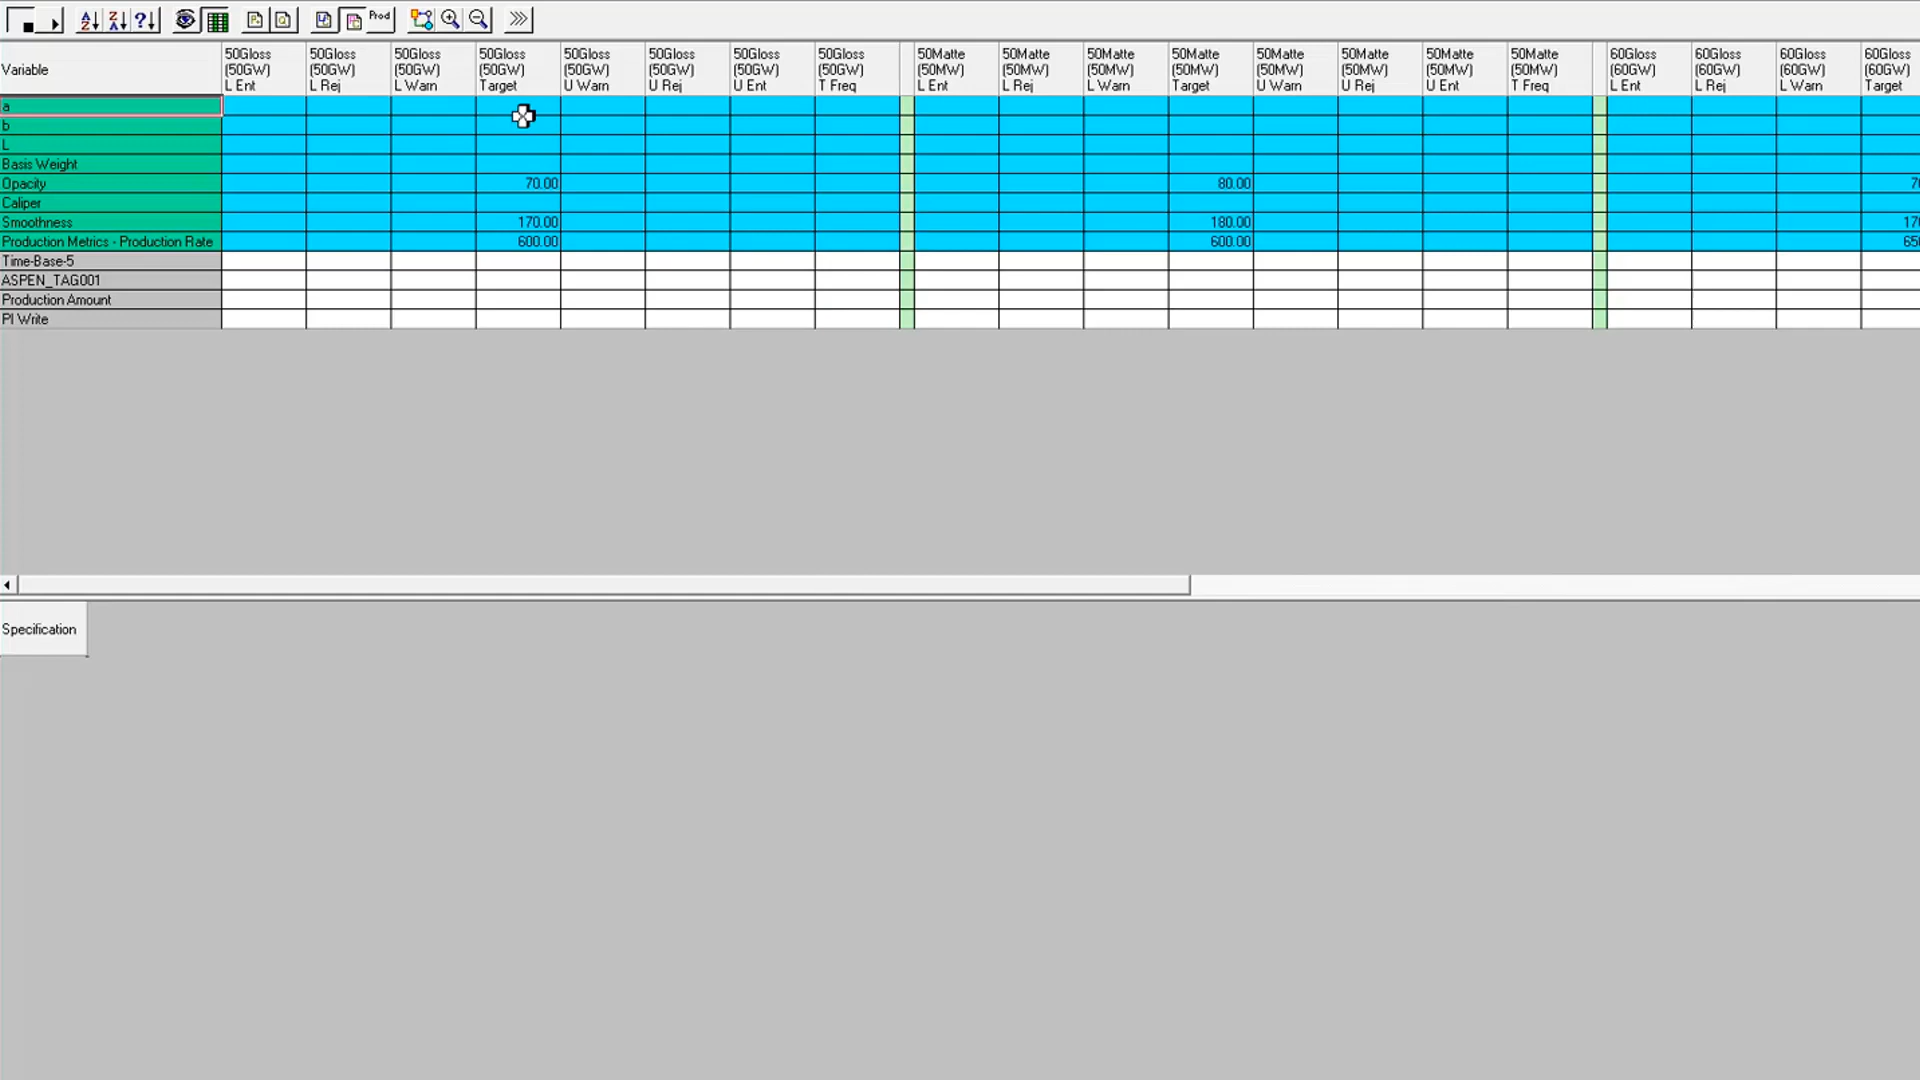 Prod
Variable
50Gloss (50GW) L Ent
50Gloss (50GW) L Rej
50Gloss (50GW) L Warn
50Gloss (50GW) Target
50Gloss (50GW) U Warn
50Gloss (50GW) U Rej
50Gloss (50GW) U Ent
50Gloss (50GW) T Freq
50Matte (50MW) L Ent
50Matte (50MW) L Rej
50Matte (50MW) L Warn
50Matte (50MW) Target
50Matte (50MW) U Warn
50Matte (50MW) U Rej
50Matte (50MW) U Ent
50Matte (50MW) T Freq
60Gloss (60GW) L Ent
60Gloss (60GW) L Rej
60Gloss (60GW) L Warn
60Gloss (60GW) Target
a
b
L
Basis Weight
Opacity 70.00 80.00
Caliper
Smoothness 170.00 180.00
Production Metrics - Production Rate 600.00 600.00
Time-Base-5
ASPEN_TAG001
Production Amount
PI Write
Specification